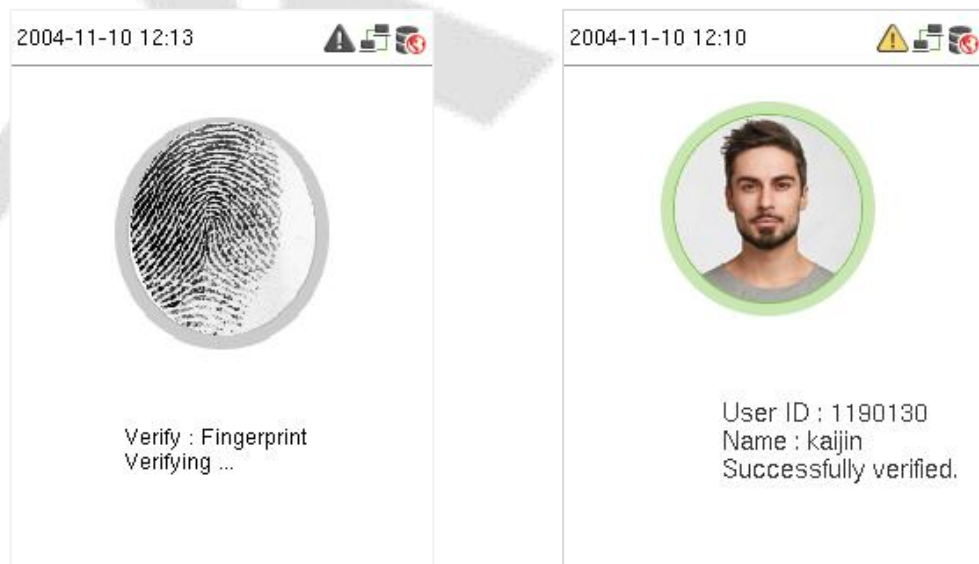 2004-11-10 12:13
Verify : Fingerprint
Verifying ...
2004-11-10 12:10
User ID : 1190130
Name : kaijin
Successfully verified.